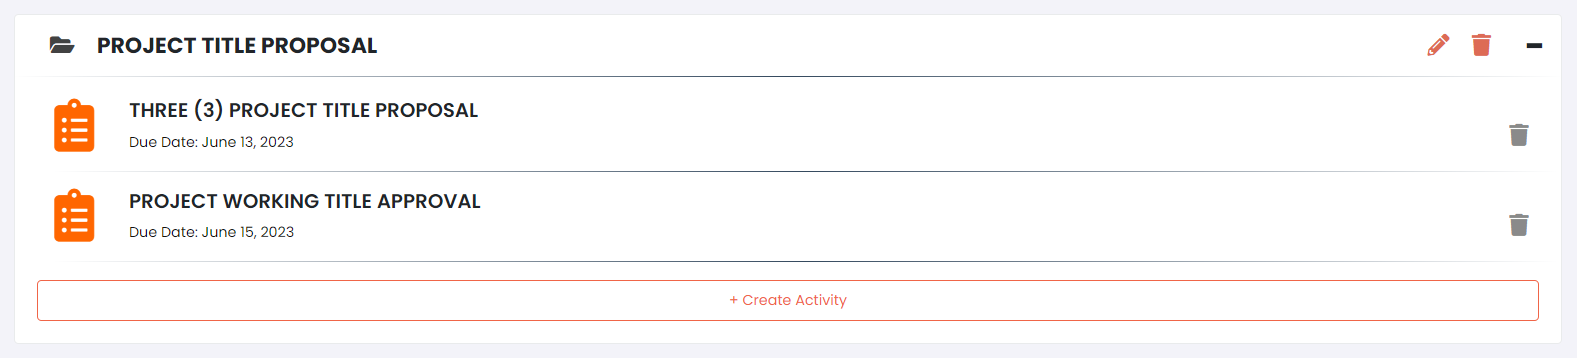 PROJECT TITLE PROPOSAL
THREE (3) PROJECT TITLE PROPOSAL
Due Date: June 13, 2023
PROJECT WORKING TITLE APPROVAL
Due Date: June 15, 2023
+ Create Activity